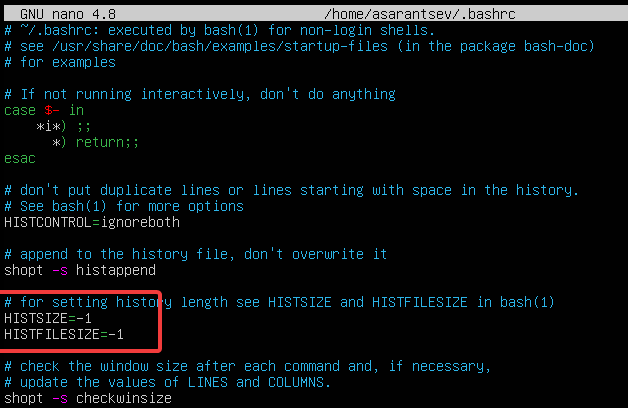 GNU nano 4.8 /home/asarantsev/.bashrc
# ~/.bashrc: executed by bash(1) for non-login shells.
# see /usr/share/doc/bash/examples/startup-files (in the package bash-doc)
# for examples
# If not running interactively, don't do anything
case $- in
    *i*) ;;
      *) return;;
esac
# don't put duplicate lines or lines starting with space in the history.
# See bash(1) for more options
HISTCONTROL=ignoreboth
# append to the history file, don't overwrite it
shopt -s histappend
# for setting history length see HISTSIZE and HISTFILESIZE in bash(1)
HISTSIZE=-1
HISTFILESIZE=-1
# check the window size after each command and, if necessary,
# update the values of LINES and COLUMNS.
shopt -s checkwinsize